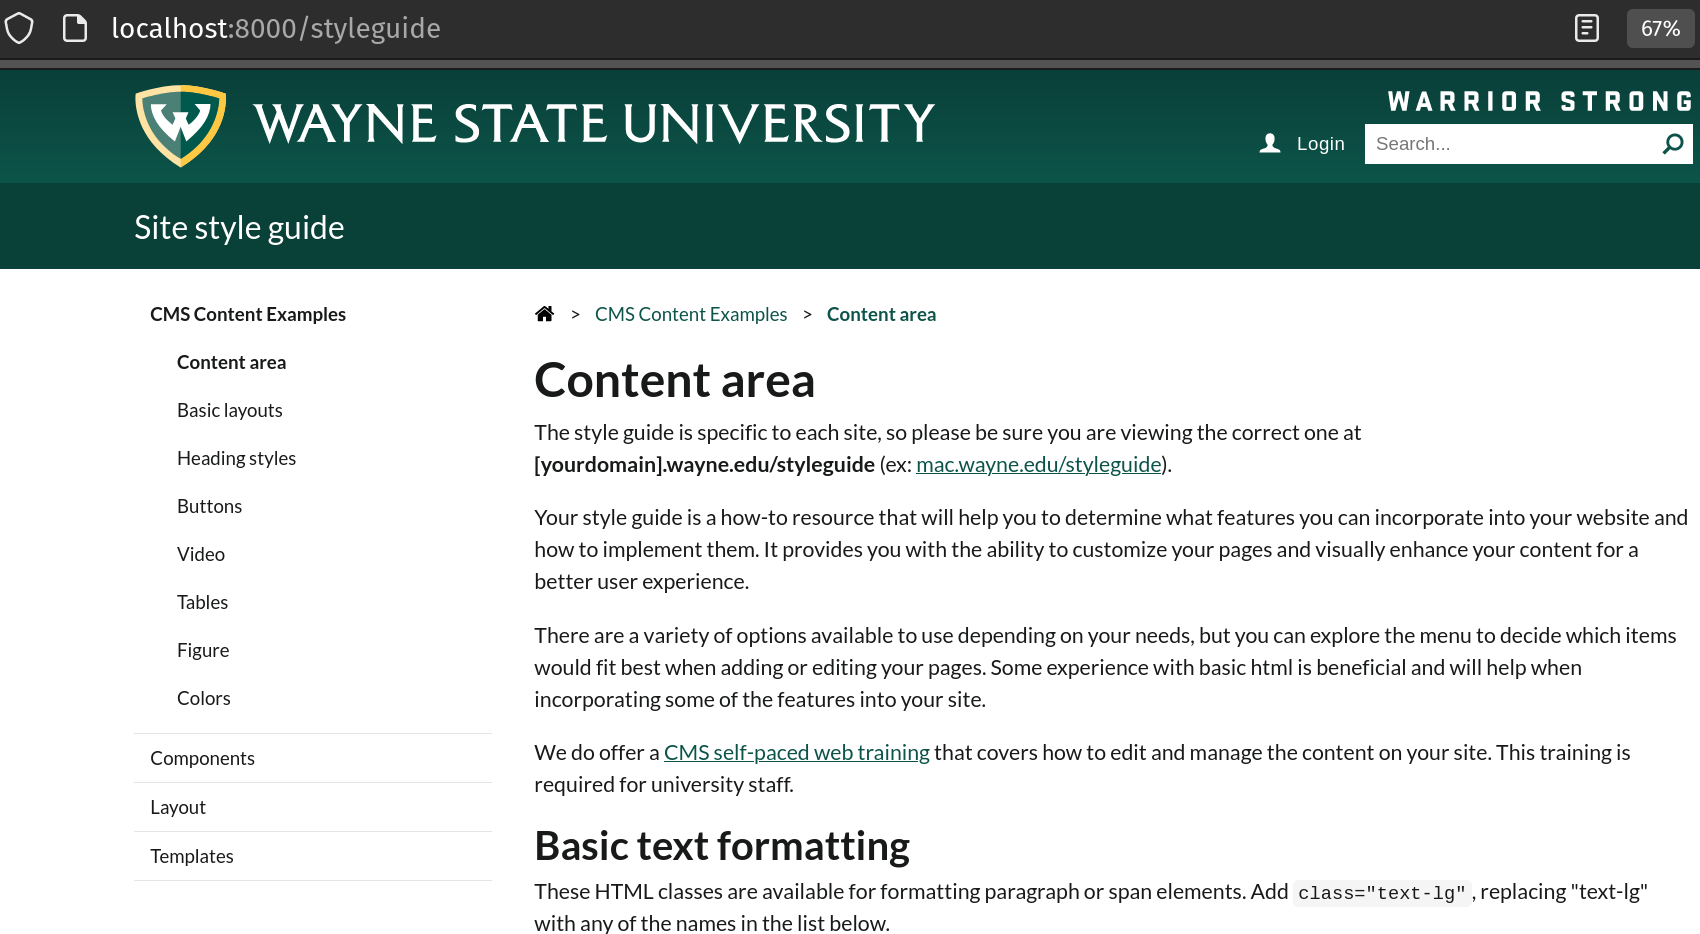 localhost:8000/styleguide
67%
WAYNE STATE UNIVERSITY
WARRIOR STRONG
Login
Search...
Site style guide
CMS Content Examples
Content area
Basic layouts
Heading styles
Buttons
Video
Tables
Figure
Colors
Components
Layout
Templates
> CMS Content Examples > Content area
Content area
The style guide is specific to each site, so please be sure you are viewing the correct one at
[yourdomain].wayne.edu/styleguide (ex: mac.wayne.edu/styleguide).
Your style guide is a how-to resource that will help you to determine what features you can incorporate into your website and
how to implement them. It provides you with the ability to customize your pages and visually enhance your content for a
better user experience.
There are a variety of options available to use depending on your needs, but you can explore the menu to decide which items
would fit best when adding or editing your pages. Some experience with basic html is beneficial and will help when
incorporating some of the features into your site.
We do offer a CMS self-paced web training that covers how to edit and manage the content on your site. This training is
required for university staff.
Basic text formatting
These HTML classes are available for formatting paragraph or span elements. Add class="text-lg", replacing "text-lg"
with any of the names in the list below.